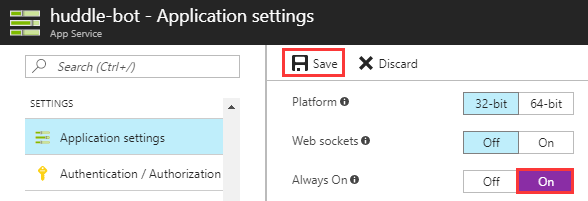 huddle-bot - Application settings
App Service
Search (Ctrl+/)
Save
Discard
SETTINGS
Application settings
Authentication / Authorization
Platform
32-bit
64-bit
Web sockets
Off
On
Always On
Off
On